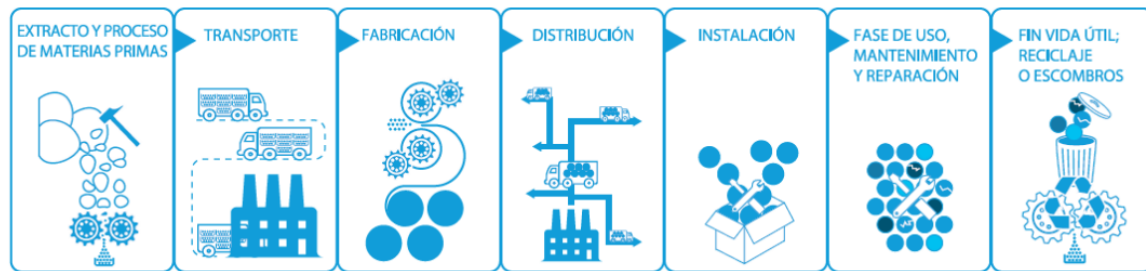 EXTRACTO Y PROCESO
DE MATERIAS PRIMAS
TRANSPORTE
FABRICACIÓN
DISTRIBUCIÓN
INSTALACIÓN
FASE DE USO,
MANTENIMIENTO
Y REPARACIÓN
FIN VIDA ÚTIL;
RECICLAJE
O ESCOMBROS